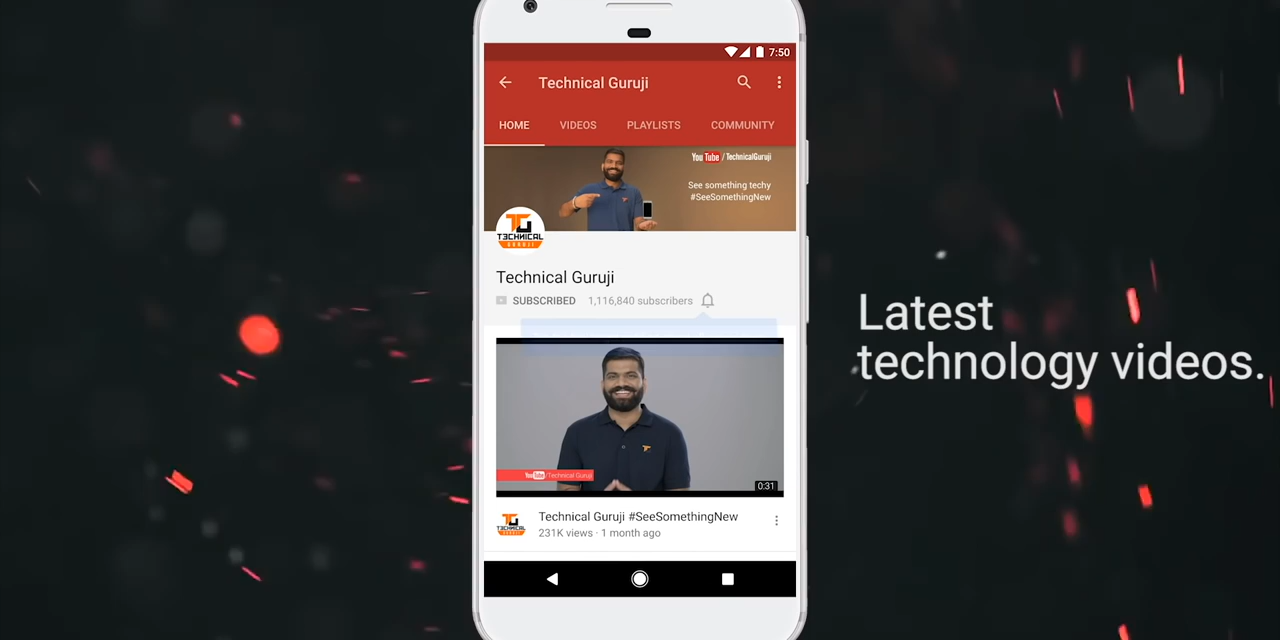 7:50
Technical Guruji
HOME VIDEOS PLAYLISTS COMMUNITY
YouTube / TechnicalGuruji
See something techy
#SeeSomethingNew
TECHNICAL
GURUJI
Technical Guruji
SUBSCRIBED 1,116,840 subscribers
YouTube/Technical Guruji
0:31
TECHNICAL
GURUJI
Technical Guruji #SeeSomethingNew
231K views · 1 month ago
Latest
technology videos.